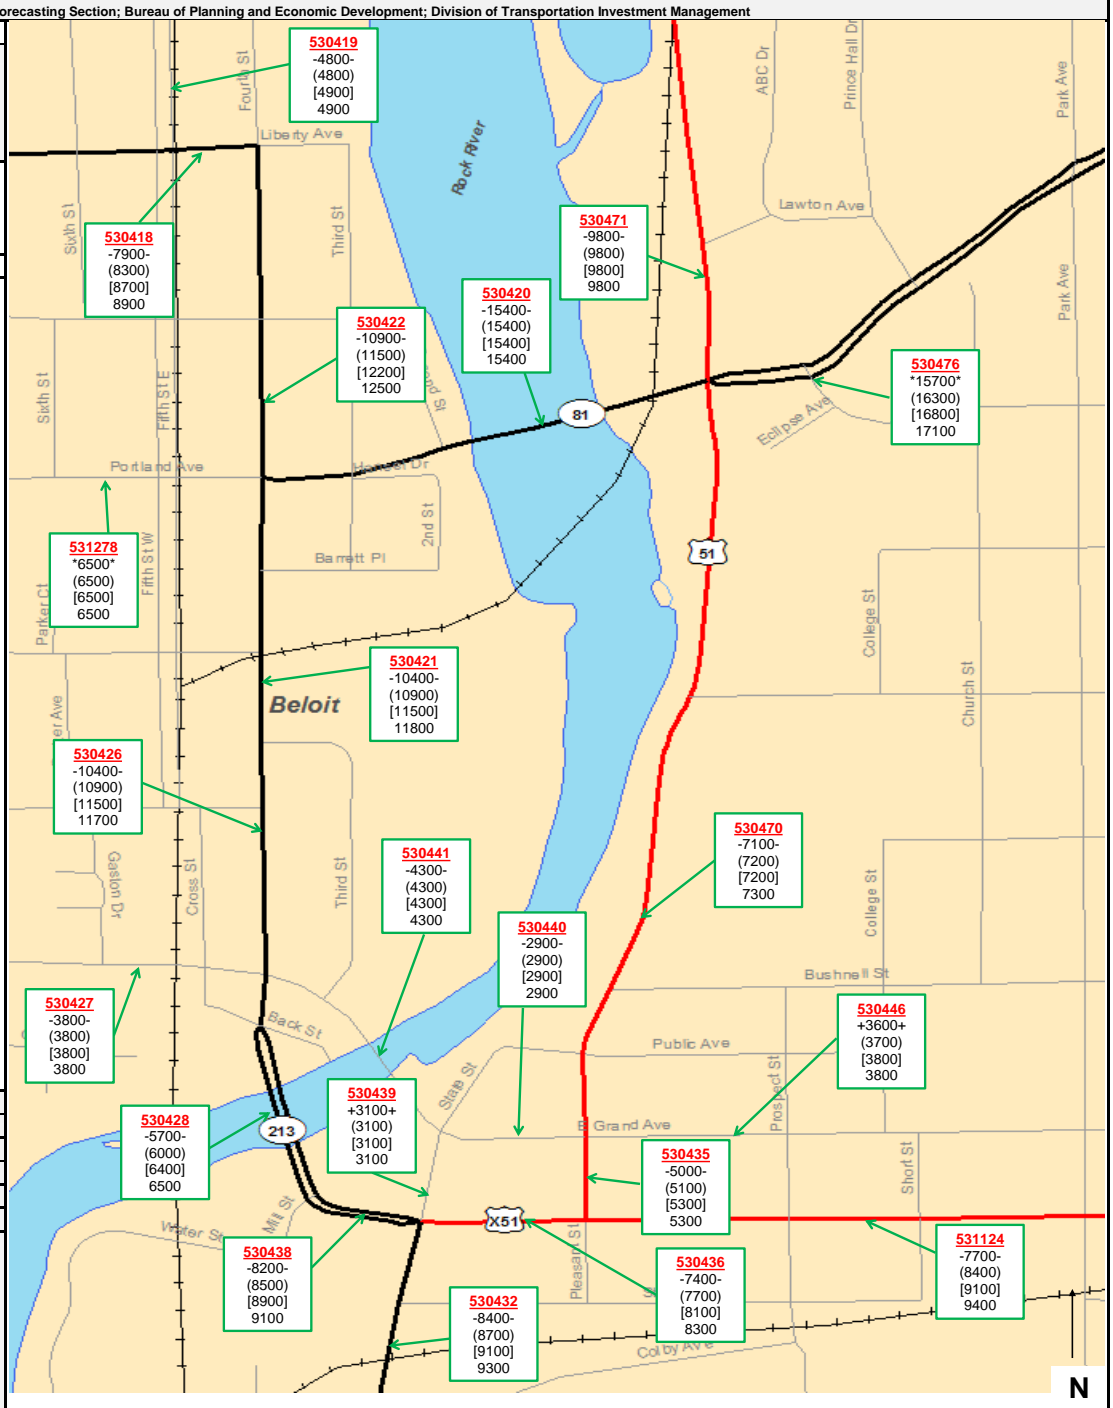 orecasting Section; Bureau of Planning and Economic Development; Division of Transportation Investment Management
530419
-4800-
(4800)
[4900]
4900
Fourth St
ABC Dr
Prince Hall Dr
Park Ave
Liberty Ave
Rock River
Sixth St
Third St
Lawton Ave
530418
-7900-
(8300)
[8700]
8900
530471
-9800-
(9800)
[9800]
9800
530420
-15400-
(15400)
[15400]
15400
Park Ave
530422
-10900-
(11500)
[12200]
12500
530476
*15700*
(16300)
[16800]
17100
Sixth St
Fifth St E
ond St
81
Eclipse Ave
Portland Ave
Dr
2nd St
531278
*6500*
(6500)
[6500]
6500
Fifth St W
Barrett Pl
51
Parker Ct
College St
530421
-10400-
(10900)
[11500]
11800
Beloit
Church St
er Ave
530426
-10400-
(10900)
[11500]
11700
530470
-7100-
(7200)
[7200]
7300
530441
-4300-
(4300)
[4300]
4300
Gaston Dr
Cross St
Third St
College St
530440
-2900-
(2900)
[2900]
2900
Bushnell St
530427
-3800-
(3800)
[3800]
3800
530446
+3600+
(3700)
[3800]
3800
Back St
Public Ave
State St
Prospect St
530439
+3100+
(3100)
[3100]
3100
530428
-5700-
(6000)
[6400]
6500
213
E Grand Ave
530435
-5000-
(5100)
[5300]
5300
Short St
Mill St
Water St
X51
Pleasant St
530438
-8200-
(8500)
[8900]
9100
530436
-7400-
(7700)
[8100]
8300
531124
-7700-
(8400)
[9100]
9400
530432
-8400-
(8700)
[9100]
9300
Colby Ave
N